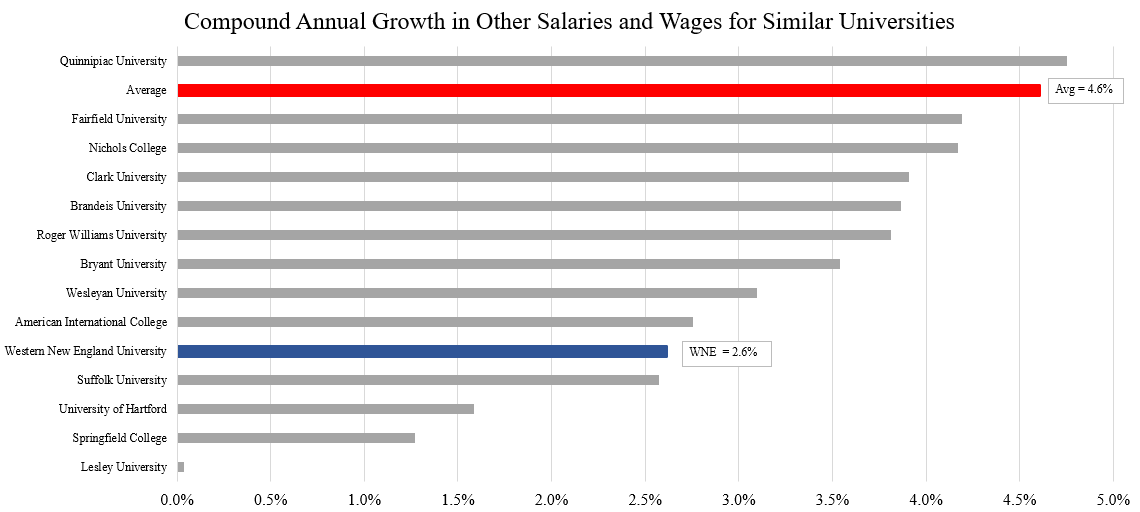 Compound Annual Growth in Other Salaries and Wages for Similar Universities
Quinnipiac University
Average
Avg = 4.6%
Fairfield University
Nichols College
Clark University
Brandeis University
Roger Williams University
Bryant University
Wesleyan University
American International College
Western New England University
WNE = 2.6%
Suffolk University
University of Hartford
Springfield College
Lesley University
0.0% 0.5% 1.0% 1.5% 2.0% 2.5% 3.0% 3.5% 4.0% 4.5% 5.0%